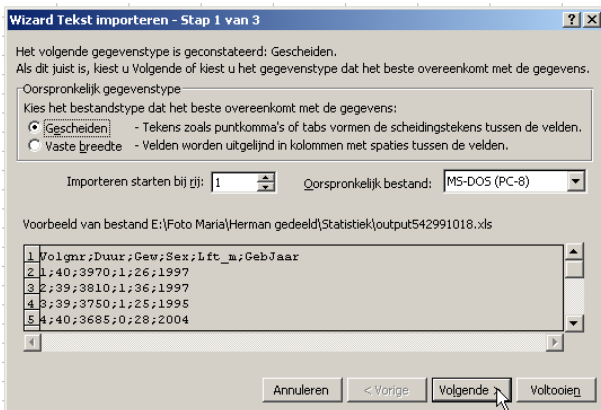 Wizard Tekst importeren - Stap 1 van 3
Het volgende gegevenstype is geconstateerd: Gescheiden.
Als dit juist is, kiest u Volgende of kiest u het gegevenstype dat het beste overeenkomt met de gegevens.
Oorspronkelijk gegevenstype
Kies het bestandstype dat het beste overeenkomt met de gegevens:
Gescheiden - Tekens zoals puntkomma's of tabs vormen de scheidingstekens tussen de velden.
Vaste breedte - Velden worden uitgelijnd in kolommen met spaties tussen de velden.
Importeren starten bij rij: 1 Oorspronkelijk bestand: MS-DOS (PC-8)
Voorbeeld van bestand E:\Foto Maria\Herman gedeeld\Statistiek\output542991018.xls
1 Volgnr;Duur;Gew;Sex;Lft_m;GebJaar
2 1;40;3970;1;26;1997
3 2;39;3810;1;36;1997
4 3;39;3750;1;25;1995
5 4;40;3685;0;28;2004
Annuleren < Vorige Volgende > Voltooien